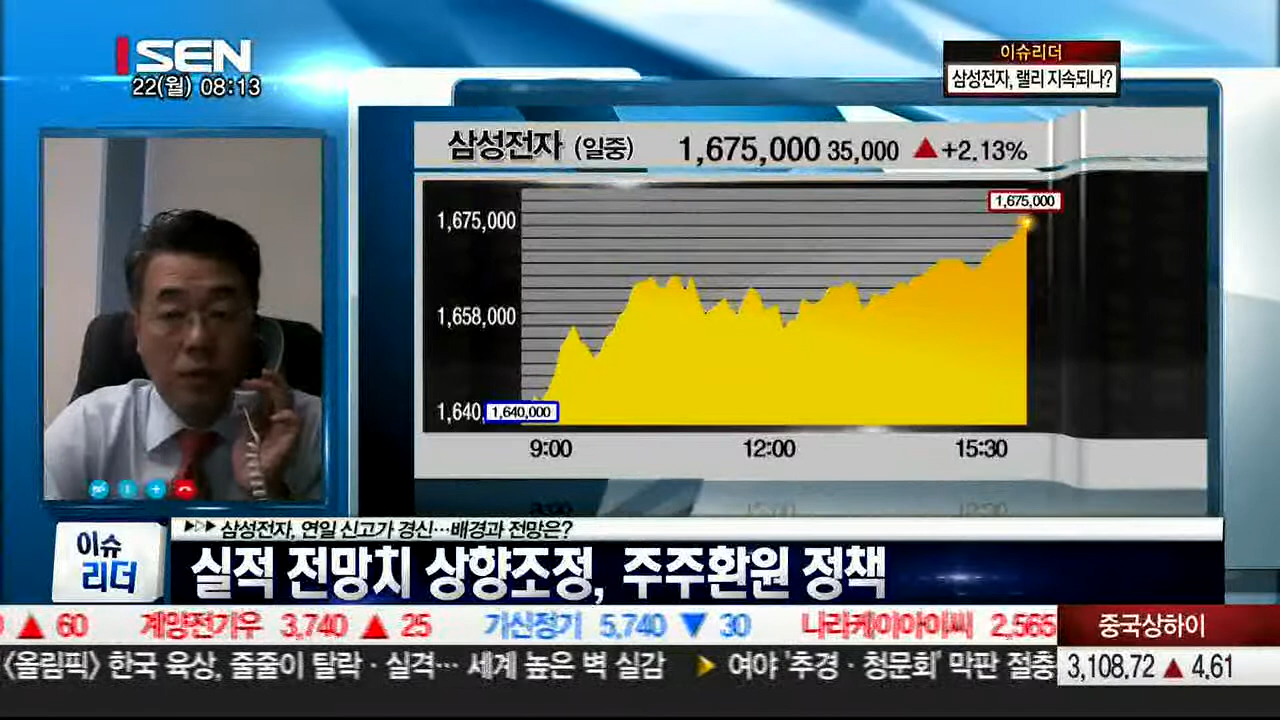 SEN
22(월) 08:13
이슈리더
삼성전자, 랠리 지속되나?
삼성전자 (일중) 1,675,000 35,000 ▲+2.13%
1,675,000
1,675,000
1,658,000
1,640,
1,640,000
9:00 12:00 15:30
▶▷▶ 삼성전자, 연일 신고가 경신…배경과 전망은?
이슈
리더
실적 전망치 상향조정, 주주환원 정책
▲ 60 계양전기우 3,740 ▲ 25 가신정기 5,740 ▼ 30 나라케이아이씨 2,565
중국상하이
〈올림픽〉 한국 육상, 줄줄이 탈락·실격… 세계 높은 벽 실감 ▶ 여야 '추경·청문회' 막판 절충
3,108.72 ▲ 4.61